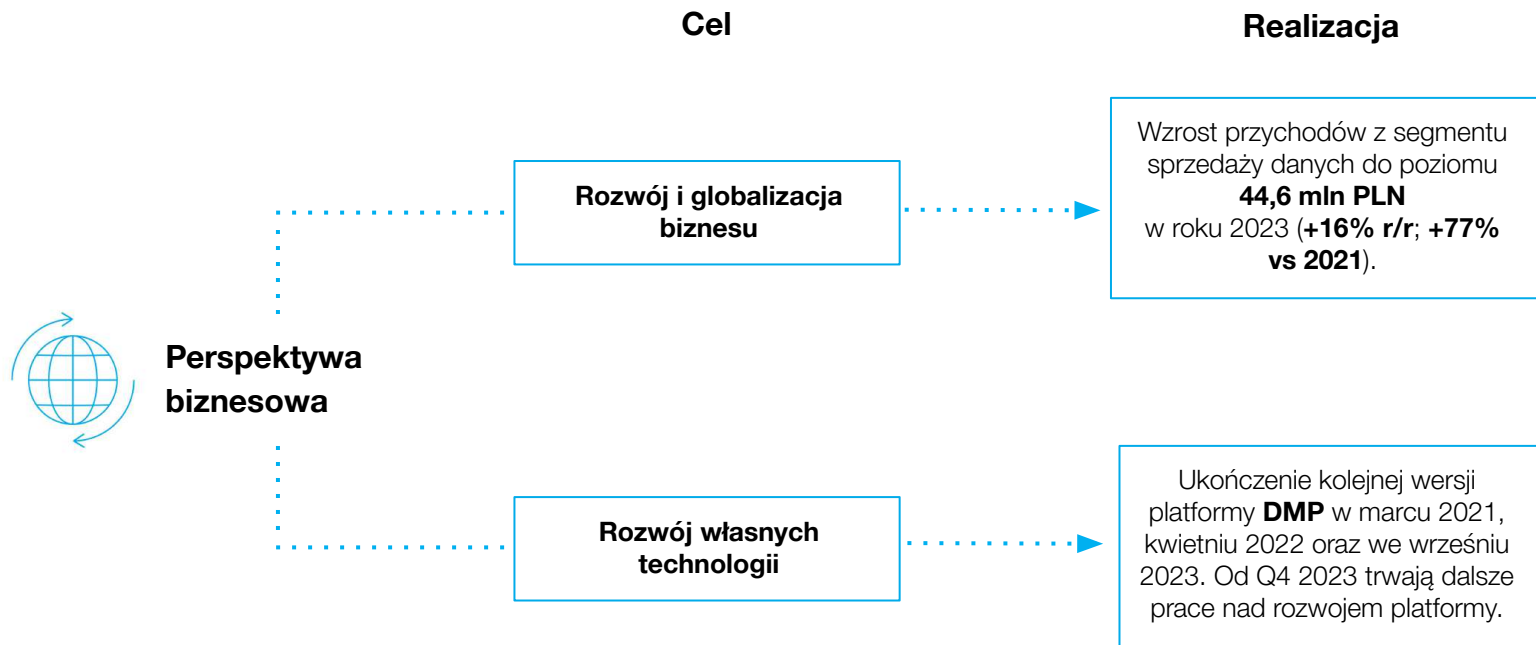 Cel
Realizacja
Perspektywa
biznesowa
Rozwój i globalizacja
biznesu
Wzrost przychodów z segmentu
sprzedaży danych do poziomu
44,6 mln PLN
w roku 2023 (+16% r/r; +77%
vs 2021).
Rozwój własnych
technologii
Ukończenie kolejnej wersji
platformy DMP w marcu 2021,
kwietniu 2022 oraz we wrześniu
2023. Od Q4 2023 trwają dalsze
prace nad rozwojem platformy.